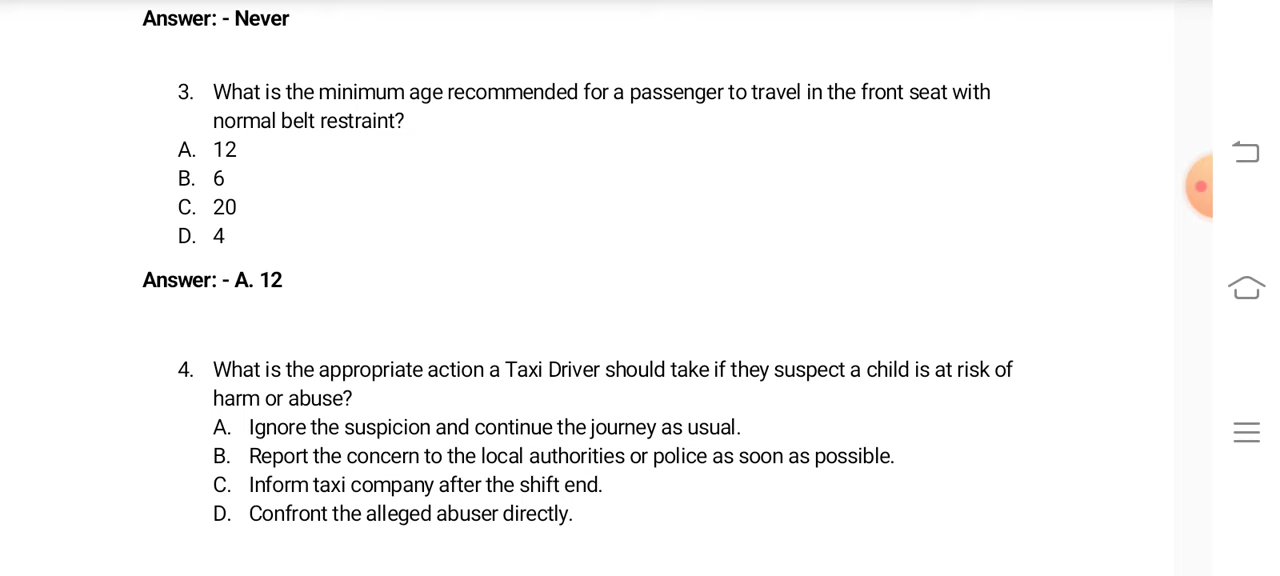 Answer: - Never
3. What is the minimum age recommended for a passenger to travel in the front seat with
normal belt restraint?
A. 12
B. 6
C. 20
D. 4
Answer: - A. 12
4. What is the appropriate action a Taxi Driver should take if they suspect a child is at risk of
harm or abuse?
A. Ignore the suspicion and continue the journey as usual.
B. Report the concern to the local authorities or police as soon as possible.
C. Inform taxi company after the shift end.
D. Confront the alleged abuser directly.